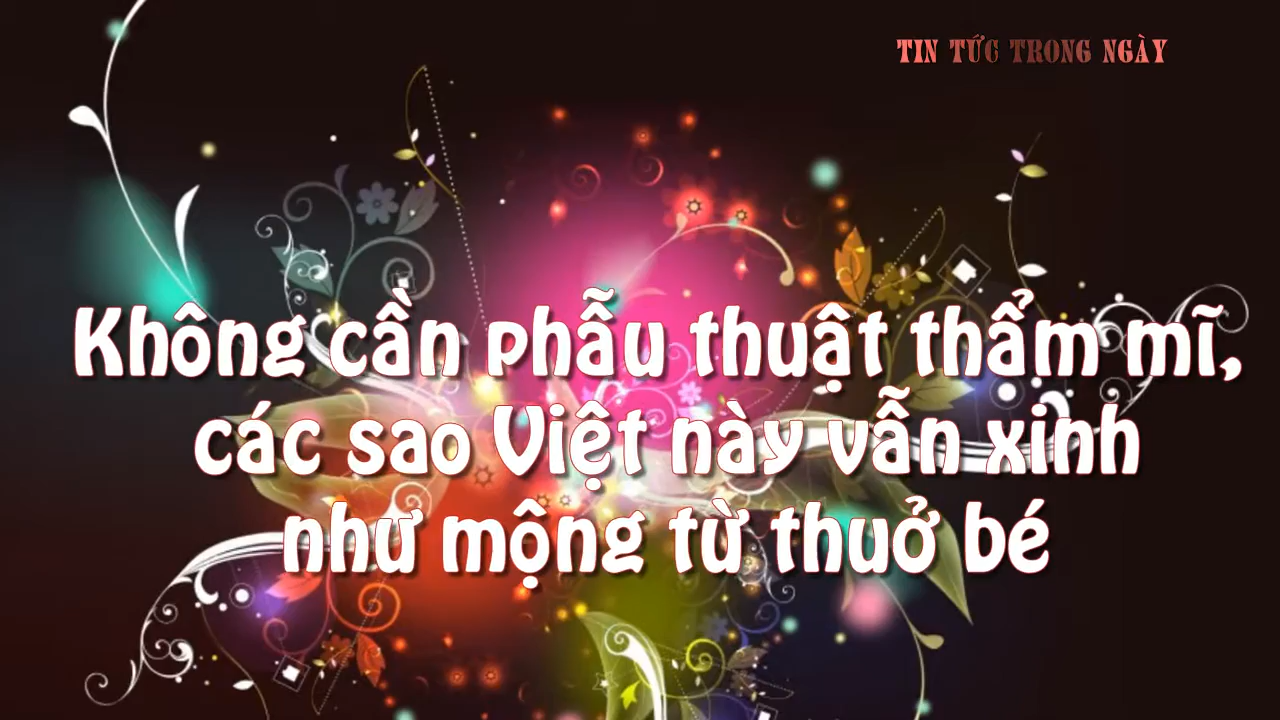 TIN TỨC TRONG NGÀY
Không cần phẫu thuật thẩm mĩ,
các sao Việt này vẫn xinh
như mộng từ thuở bé